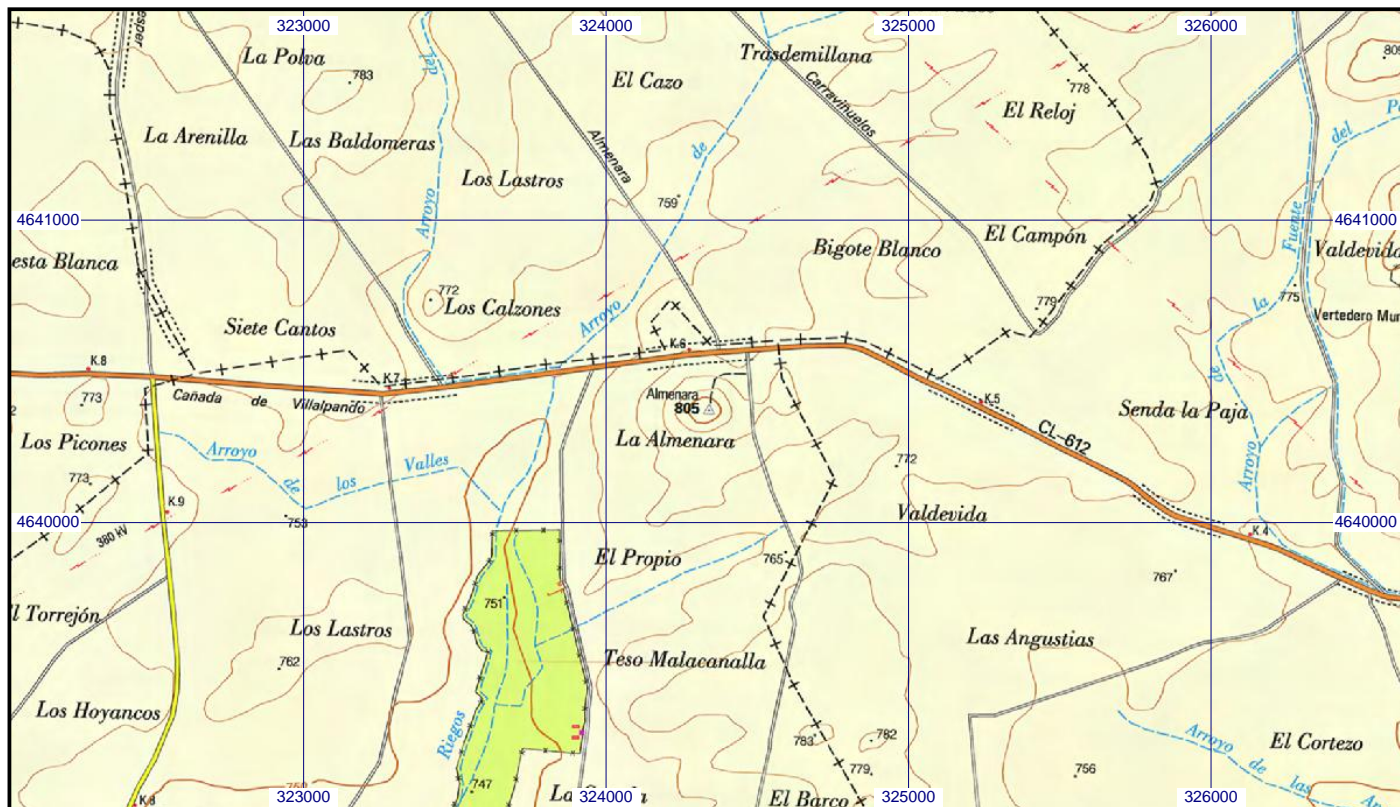 323000
324000
325000
326000
La Polva
783
del
El Cazo
Trasdemillana
Carravinuelos
778
El Reloj
La Arenilla
Las Baldomeras
Los Lastros
Almenara
de
759
del
4641000
4641000
Arroyo
Bigote Blanco
El Campón
Fuente
esta Blanca
772
Los Calzones
779
775
la
Arroyo
Siete Cantos
K.6
K.8
K.7
de
773
Cañada de Villalpando
Almenara
805
K.5
Senda la Paja
CL-612
Los Picones
La Almenara
Arroyo de los Valles
772
Arroyo
773
K.9
Valdevida
753
4640000
4640000
380 kV
K.4
El Propio
765
767
751
Torrejón
Los Lastros
Las Angustias
762
Teso Malacanalla
Los Hoyancos
Riegos
783
782
779
Arroyo de las
El Cortezo
756
747
El Barco
323000
324000
325000
326000